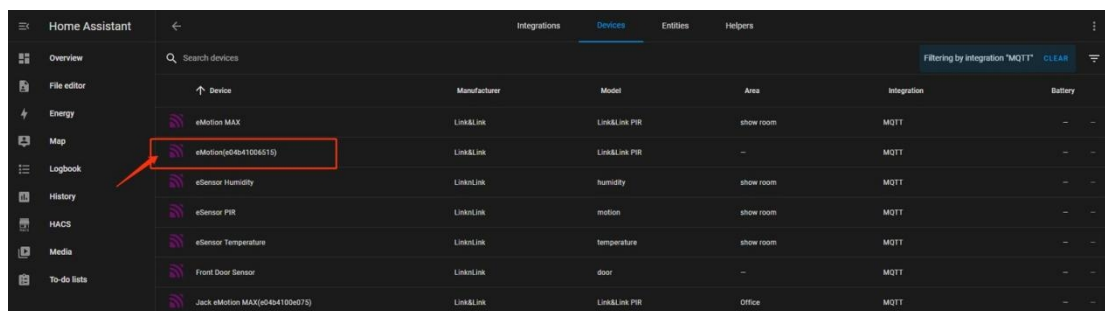 Home Assistant
Integrations Devices Entities Helpers
Overview
Search devices
Filtering by integration "MQTT" CLEAR
File editor
Device Manufacturer Model Area Integration Battery
Energy
eMotion MAX Link&Link Link&Link PIR show room MQTT – –
Map
eMotion(e04b41006515) Link&Link Link&Link PIR – MQTT – –
Logbook
eSensor Humidity LinknLink humidity show room MQTT – –
History
eSensor PIR LinknLink motion show room MQTT – –
HACS
eSensor Temperature LinknLink temperature show room MQTT – –
Media
Front Door Sensor LinknLink door – MQTT – –
To-do lists
Jack eMotion MAX(e04b4100e075) Link&Link Link&Link PIR Office MQTT – –